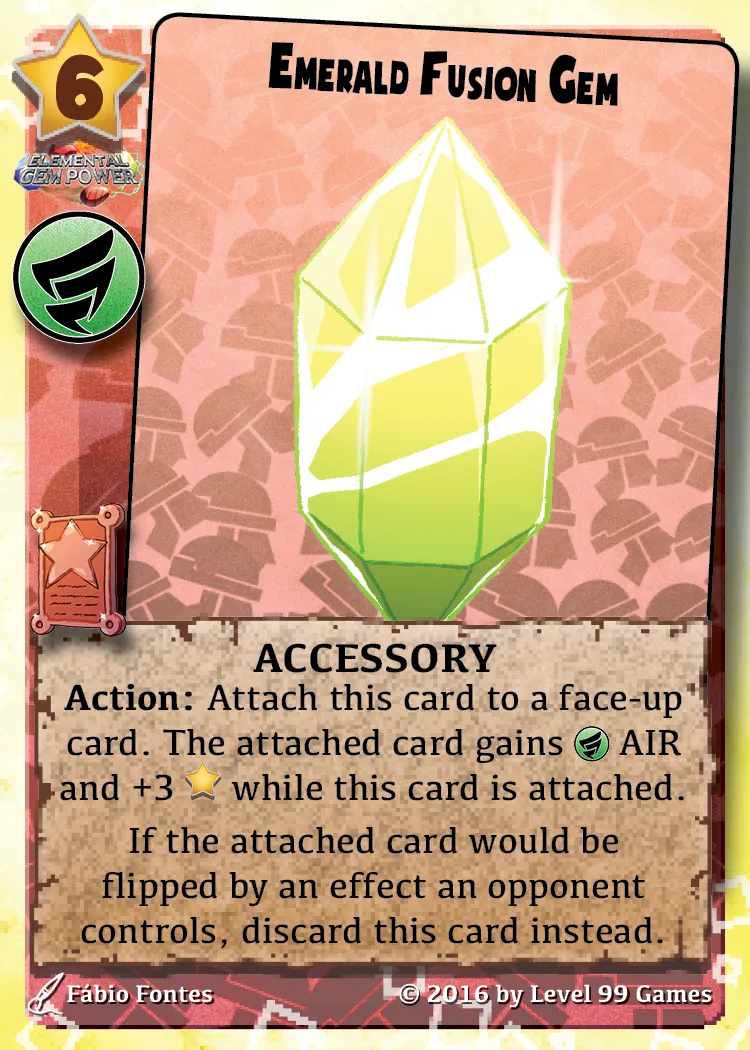 6
EMERALD FUSION GEM
ELEMENTAL
GEM POWER
ACCESSORY
Action: Attach this card to a face-up
card. The attached card gains AIR
and +3 while this card is attached.
If the attached card would be
flipped by an effect an opponent
controls, discard this card instead.
Fábio Fontes
© 2016 by Level 99 Games